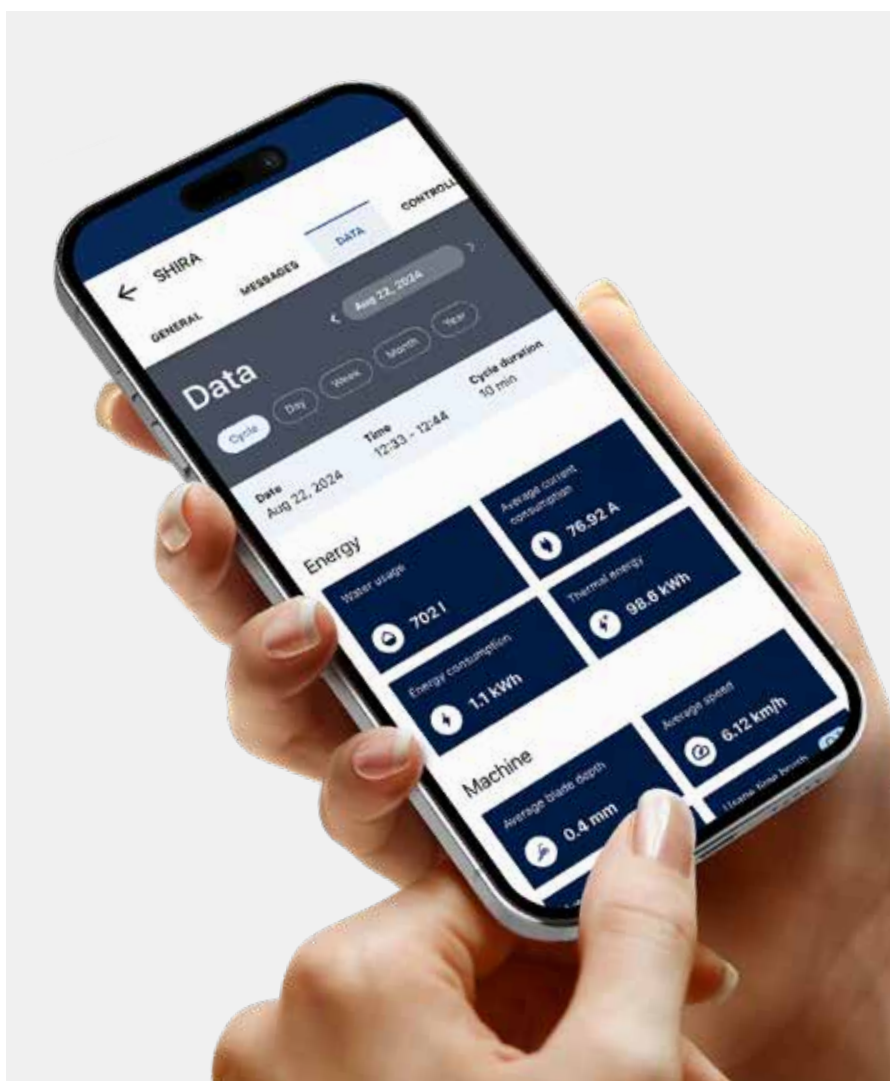 SHIRA
GENERAL MESSAGES DATA CONTROLL
Data
Aug 22, 2024
Cycle Day Week Month Year
Date Time Cycle duration
Aug 22, 2024 12:33 - 12:44 10 min
Energy
Water usage
702 l
Average current
consumption
76.92 A
Energy consumption
1.1 kWh
Thermal energy
98.6 kWh
Machine
Average blade depth
0.4 mm
Average speed
6.12 km/h
Usage time brush